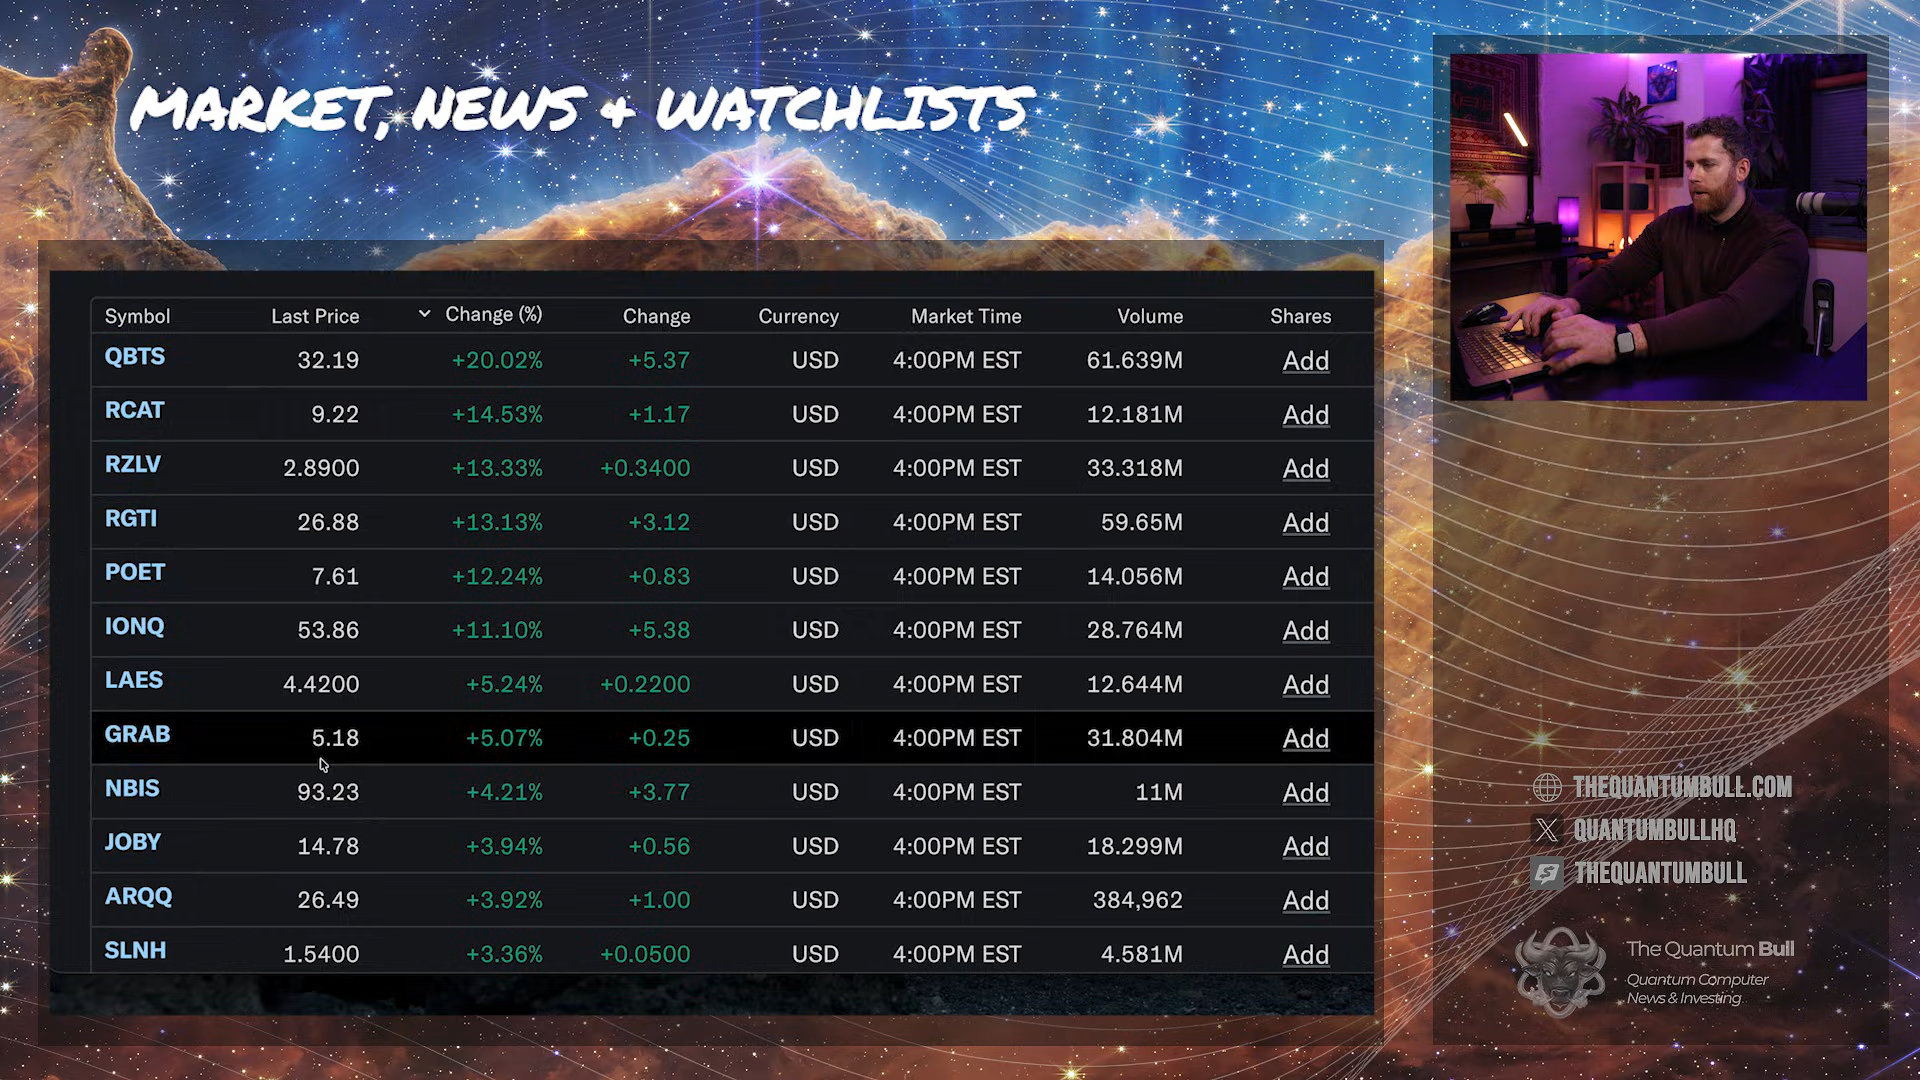 MARKET, NEWS + WATCHLISTS
Symbol Last Price Change (%) Change Currency Market Time Volume Shares
QBTS 32.19 +20.02% +5.37 USD 4:00PM EST 61.639M Add
RCAT 9.22 +14.53% +1.17 USD 4:00PM EST 12.181M Add
RZLV 2.8900 +13.33% +0.3400 USD 4:00PM EST 33.318M Add
RGTI 26.88 +13.13% +3.12 USD 4:00PM EST 59.65M Add
POET 7.61 +12.24% +0.83 USD 4:00PM EST 14.056M Add
IONQ 53.86 +11.10% +5.38 USD 4:00PM EST 28.764M Add
LAES 4.4200 +5.24% +0.2200 USD 4:00PM EST 12.644M Add
GRAB 5.18 +5.07% +0.25 USD 4:00PM EST 31.804M Add
NBIS 93.23 +4.21% +3.77 USD 4:00PM EST 11M Add
JOBY 14.78 +3.94% +0.56 USD 4:00PM EST 18.299M Add
ARQQ 26.49 +3.92% +1.00 USD 4:00PM EST 384,962 Add
SLNH 1.5400 +3.36% +0.0500 USD 4:00PM EST 4.581M Add
THEQUANTUMBULL.COM
QUANTUMBULLHQ
THEQUANTUMBULL
The Quantum Bull
Quantum Computer
News & Investing